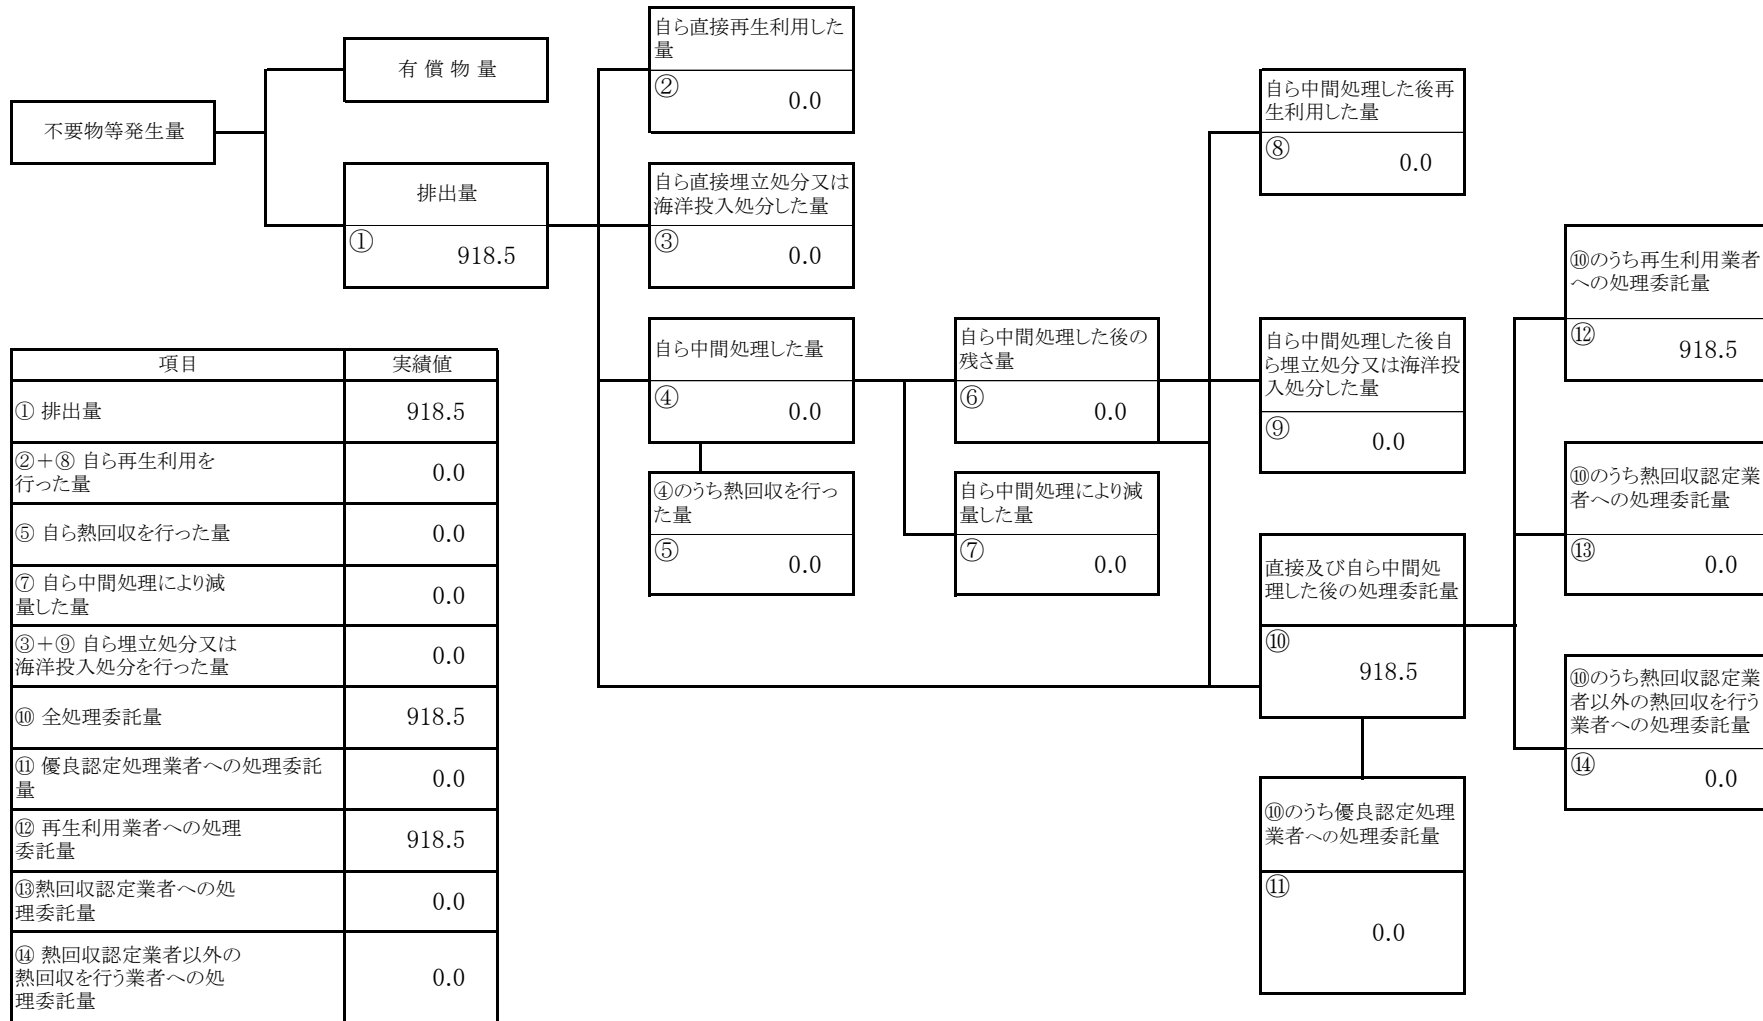 不要物等発生量
有 償 物 量
排出量
①
918.5
自ら直接再生利用した
量
②
0.0
自ら直接埋立処分又は
海洋投入処分した量
③
0.0
自ら中間処理した量
④
0.0
④のうち熱回収を行っ
た量
⑤
0.0
自ら中間処理した後の
残さ量
⑥
0.0
自ら中間処理により減
量した量
⑦
0.0
自ら中間処理した後再
生利用した量
⑧
0.0
自ら中間処理した後自
ら埋立処分又は海洋投
入処分した量
⑨
0.0
直接及び自ら中間処
理した後の処理委託量
⑩
918.5
⑩のうち優良認定処理
業者への処理委託量
⑪
0.0
⑩のうち再生利用業者
への処理委託量
⑫
918.5
⑩のうち熱回収認定業
者への処理委託量
⑬
0.0
⑩のうち熱回収認定業
者以外の熱回収を行う
業者への処理委託量
⑭
0.0
項目 実績値
① 排出量 918.5
②+⑧ 自ら再生利用を
行った量
0.0
⑤ 自ら熱回収を行った量 0.0
⑦ 自ら中間処理により減
量した量
0.0
③+⑨ 自ら埋立処分又は
海洋投入処分を行った量
0.0
⑩ 全処理委託量 918.5
⑪ 優良認定処理業者への処理委託
量
0.0
⑫ 再生利用業者への処理
委託量
918.5
⑬熱回収認定業者への処
理委託量
0.0
⑭ 熱回収認定業者以外の
熱回収を行う業者への処
理委託量
0.0